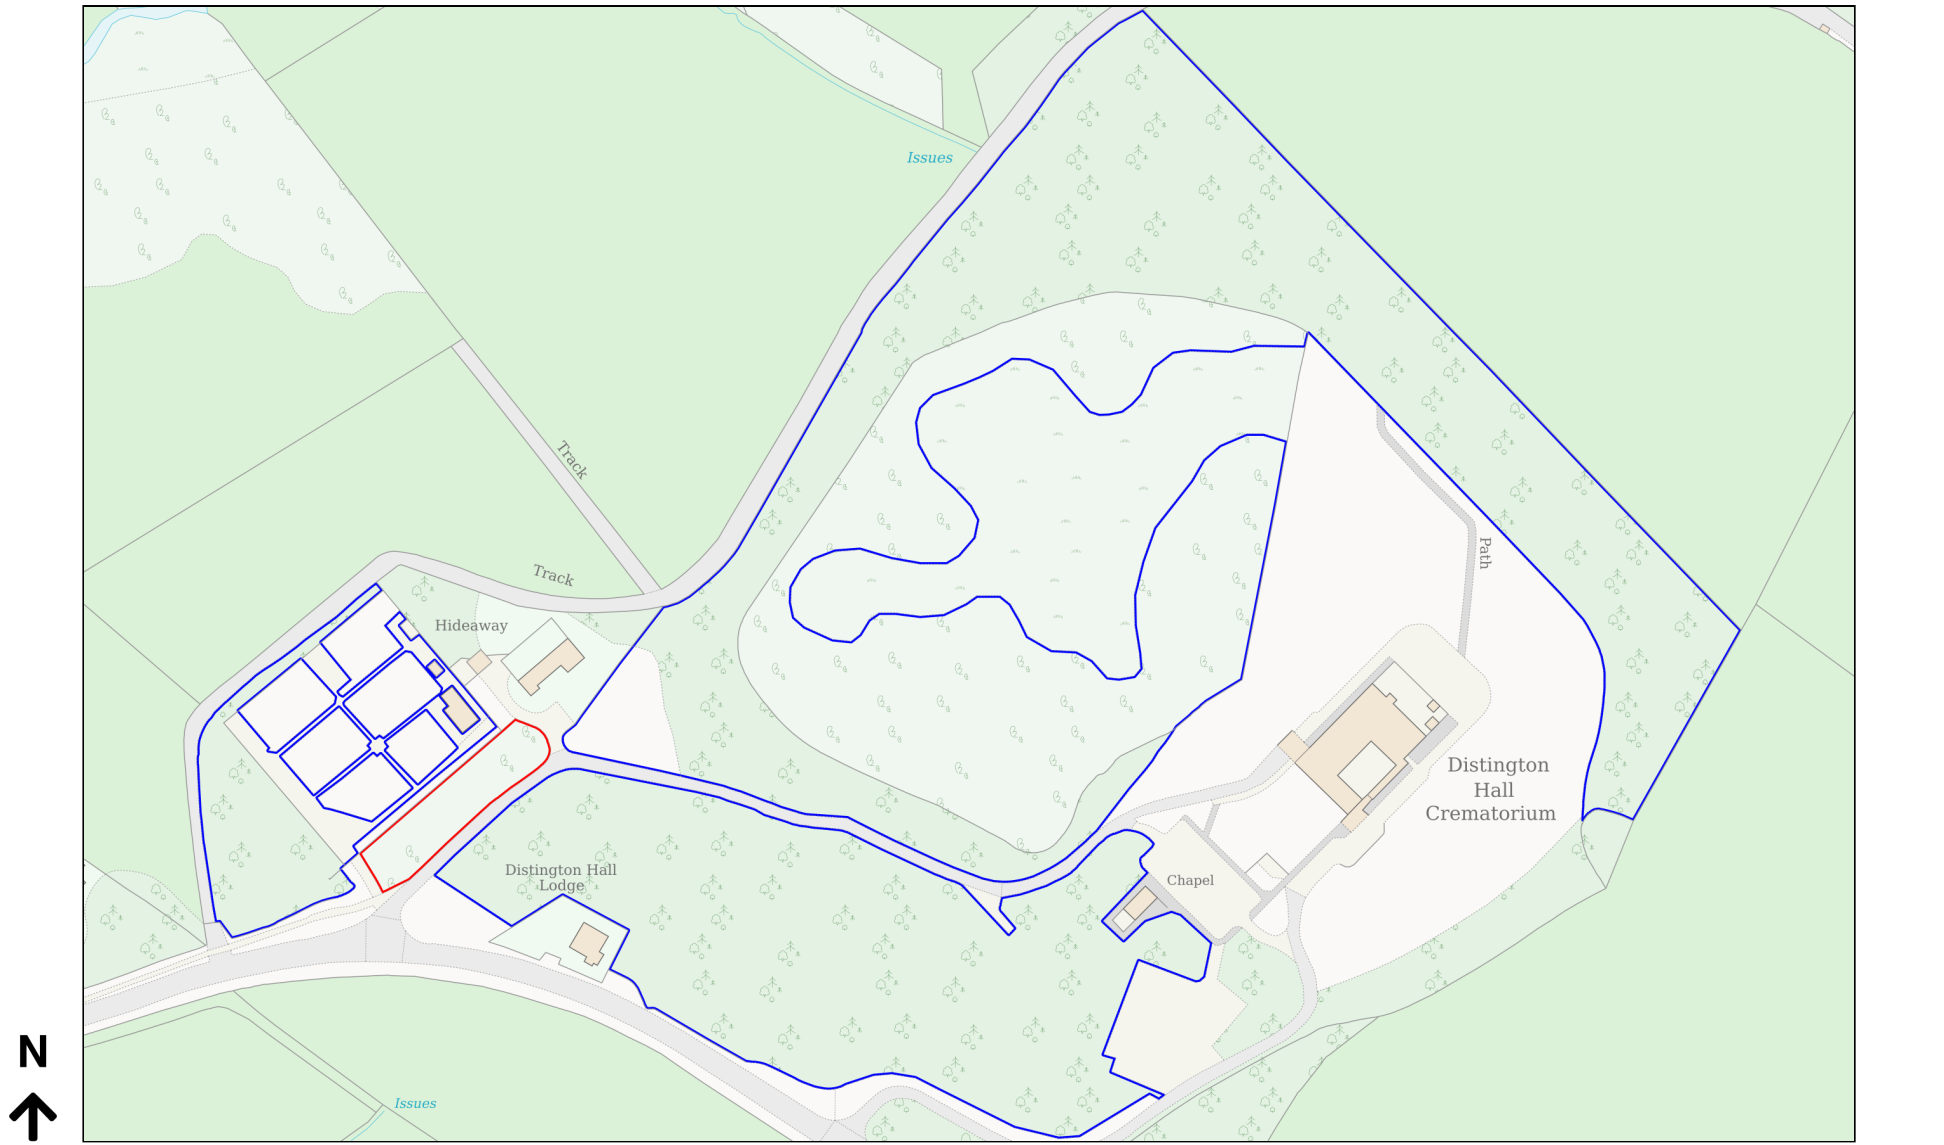 Issues
Track
Track
Path
Hideaway
Distington
Hall
Crematorium
Distington Hall
Lodge
Chapel
N
Issues